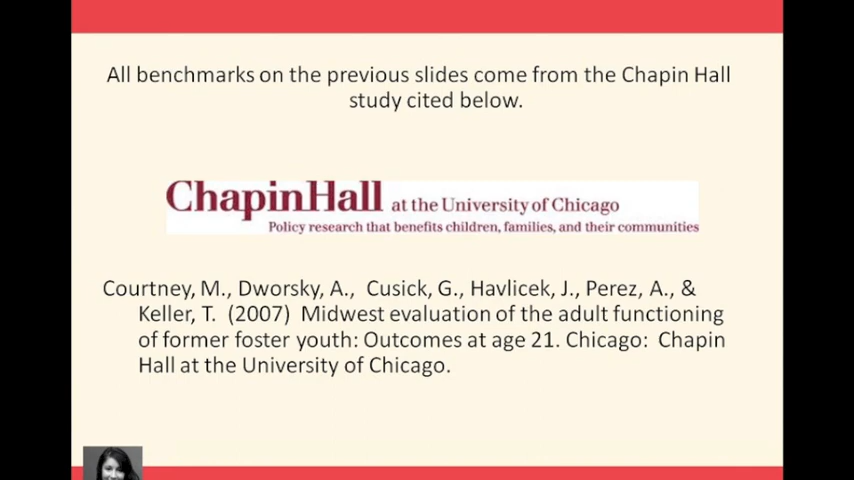 All benchmarks on the previous slides come from the Chapin Hall
study cited below.
ChapinHall at the University of Chicago
Policy research that benefits children, families, and their communities
Courtney, M., Dworsky, A., Cusick, G., Havlicek, J., Perez, A., &
Keller, T. (2007) Midwest evaluation of the adult functioning
of former foster youth: Outcomes at age 21. Chicago: Chapin
Hall at the University of Chicago.